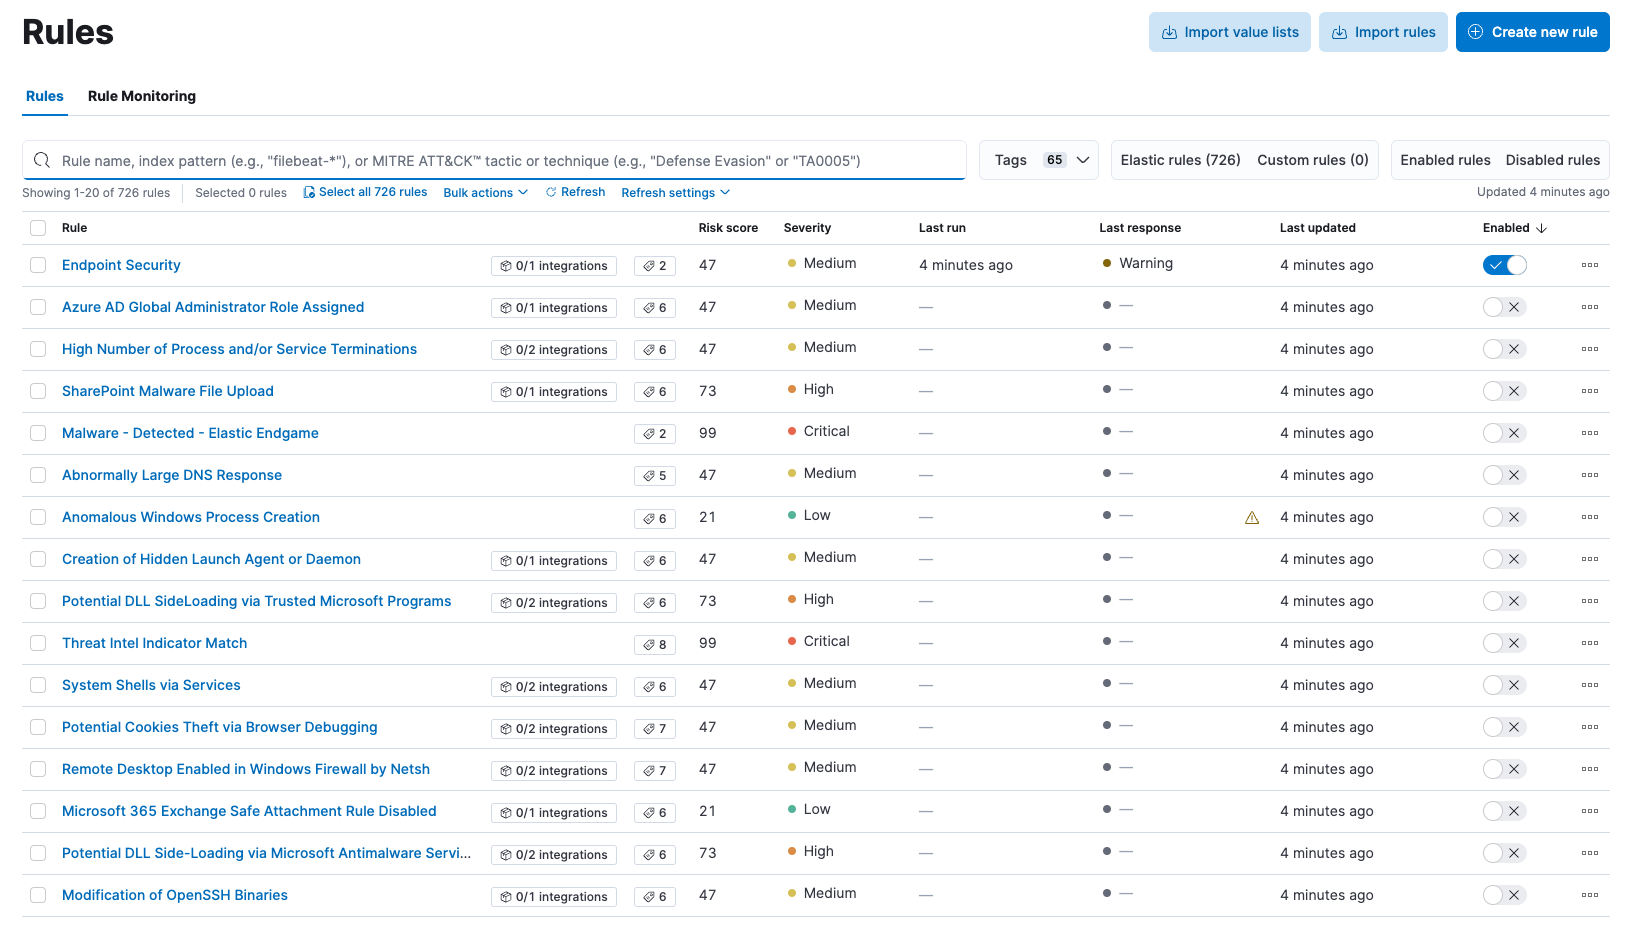 Rules
Import value lists Import rules Create new rule
Rules Rule Monitoring
Rule name, index pattern (e.g., "filebeat-*"), or MITRE ATT&CK™ tactic or technique (e.g., "Defense Evasion" or "TA0005") Tags 65 Elastic rules (726) Custom rules (0) Enabled rules Disabled rules
Showing 1-20 of 726 rules Selected 0 rules Select all 726 rules Bulk actions Refresh Refresh settings Updated 4 minutes ago
Rule Risk score Severity Last run Last response Last updated Enabled
Endpoint Security 0/1 integrations 2 47 Medium 4 minutes ago Warning 4 minutes ago
Azure AD Global Administrator Role Assigned 0/1 integrations 6 47 Medium — — 4 minutes ago
High Number of Process and/or Service Terminations 0/2 integrations 6 47 Medium — — 4 minutes ago
SharePoint Malware File Upload 0/1 integrations 6 73 High — — 4 minutes ago
Malware - Detected - Elastic Endgame 2 99 Critical — — 4 minutes ago
Abnormally Large DNS Response 5 47 Medium — — 4 minutes ago
Anomalous Windows Process Creation 6 21 Low — — 4 minutes ago
Creation of Hidden Launch Agent or Daemon 0/1 integrations 6 47 Medium — — 4 minutes ago
Potential DLL SideLoading via Trusted Microsoft Programs 0/2 integrations 6 73 High — — 4 minutes ago
Threat Intel Indicator Match 8 99 Critical — — 4 minutes ago
System Shells via Services 0/2 integrations 6 47 Medium — — 4 minutes ago
Potential Cookies Theft via Browser Debugging 0/2 integrations 7 47 Medium — — 4 minutes ago
Remote Desktop Enabled in Windows Firewall by Netsh 0/2 integrations 7 47 Medium — — 4 minutes ago
Microsoft 365 Exchange Safe Attachment Rule Disabled 0/1 integrations 6 21 Low — — 4 minutes ago
Potential DLL Side-Loading via Microsoft Antimalware Servi... 0/2 integrations 6 73 High — — 4 minutes ago
Modification of OpenSSH Binaries 0/1 integrations 6 47 Medium — — 4 minutes ago